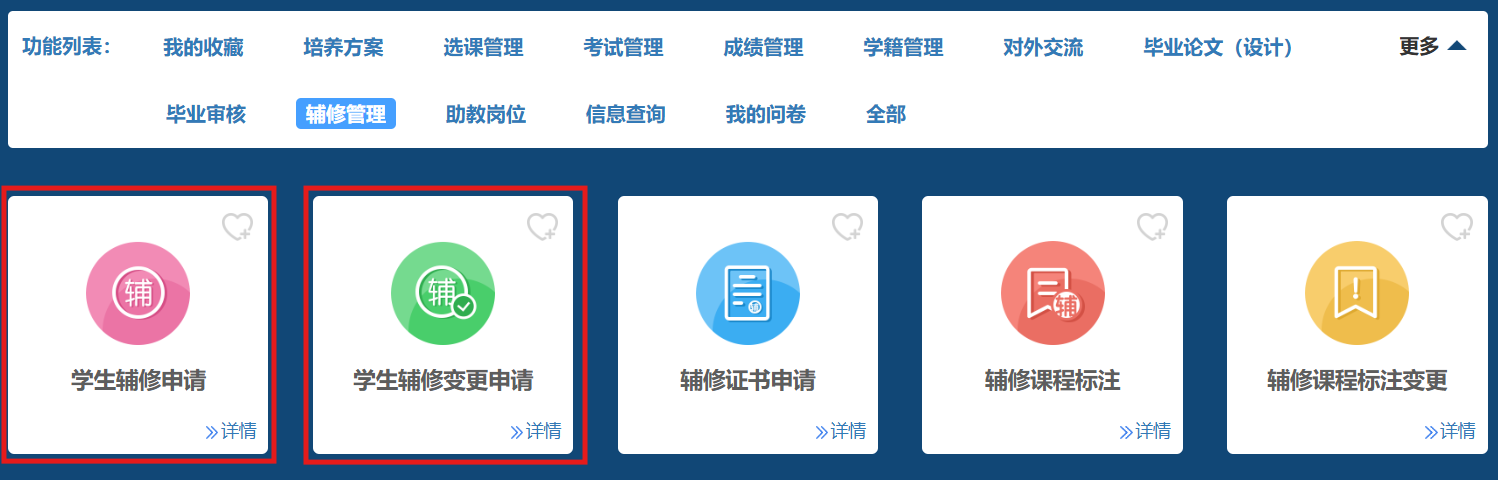 功能列表： 我的收藏 培养方案 选课管理 考试管理 成绩管理 学籍管理 对外交流 毕业论文（设计） 更多
毕业审核 辅修管理 助教岗位 信息查询 我的问卷 全部
辅 辅 辅 辅
学生辅修申请 学生辅修变更申请 辅修证书申请 辅修课程标注 辅修课程标注变更
详情 详情 详情 详情 详情